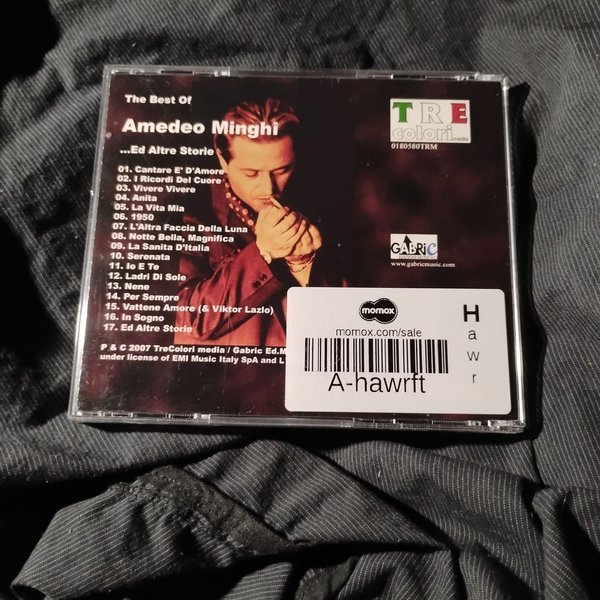 The Best Of
Amedeo Minghi
...Ed Altre Storie
01. Cantare E' D'Amore
02. I Ricordi Del Cuore
03. Vivere Vivere
04. Anita
05. La Vita Mia
06. 1950
07. L'Altra Faccia Della Luna
08. Notte Bella, Magnifica
09. La Sanita D'Italia
10. Serenata
11. Io E Te
12. Ladri Di Sole
13. Nene
14. Per Sempre
15. Vattene Amore (& Viktor Lazlo)
16. In Sogno
17. Ed Altre Storie
P & C 2007 TreColori media / Gabric Ed.M
under license of EMI Music Italy SpA and L
TRE
colori media
0180580TRM
GABRIC
www.gabricmusic.com
momox
momox.com/sale
A-hawrft
H
a
w
r